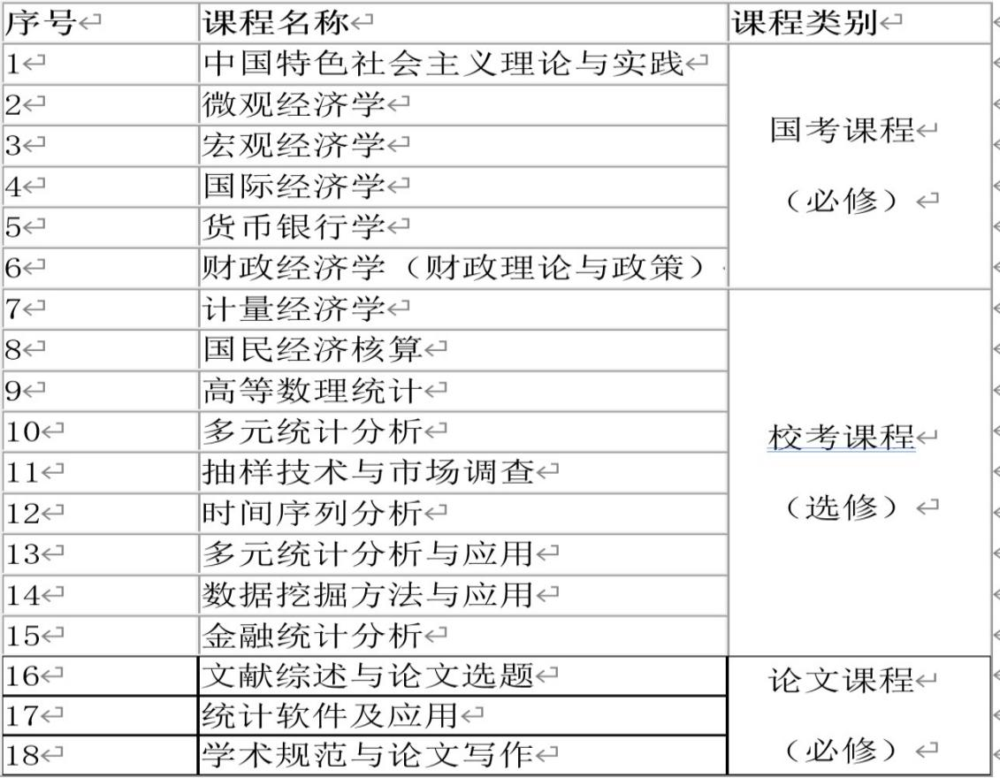 序号 课程名称 课程类别
1 中国特色社会主义理论与实践
2 微观经济学
3 宏观经济学
4 国际经济学
5 货币银行学
6 财政经济学（财政理论与政策）
国考课程
（必修）
7 计量经济学
8 国民经济核算
9 高等数理统计
10 多元统计分析
11 抽样技术与市场调查
12 时间序列分析
13 多元统计分析与应用
14 数据挖掘方法与应用
15 金融统计分析
校考课程
（选修）
16 文献综述与论文选题
17 统计软件及应用
18 学术规范与论文写作
论文课程
（必修）